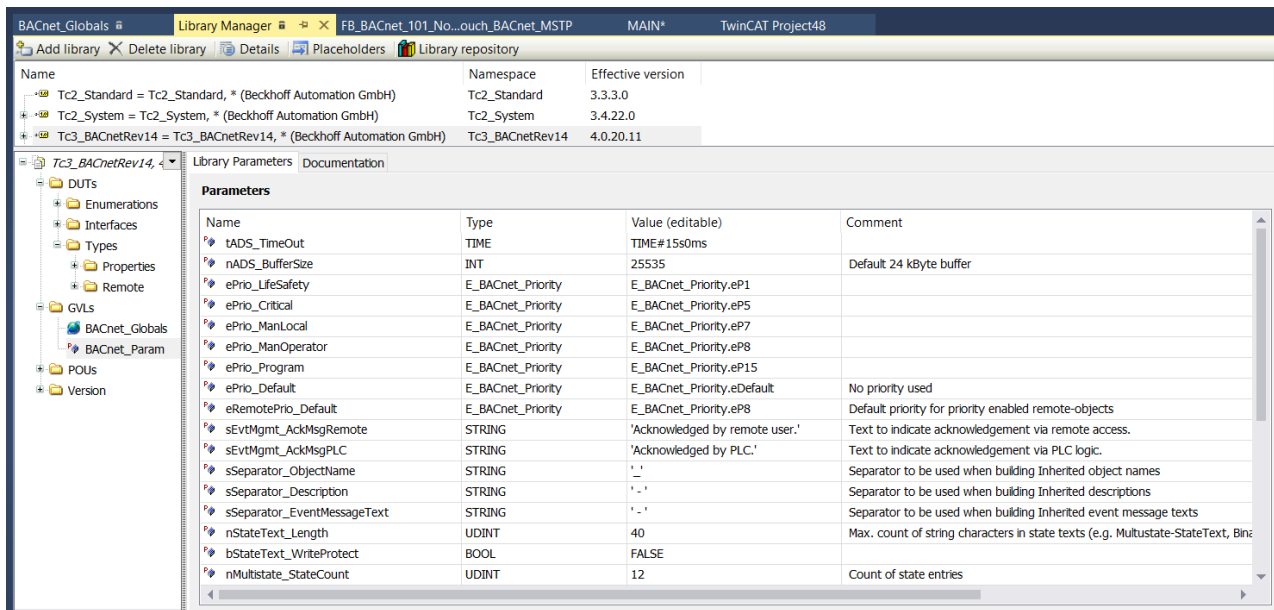 BACnet_Globals Library Manager FB_BACnet_101_No...ouch_BACnet_MSTP MAIN* TwinCAT Project48
Add library Delete library Details Placeholders Library repository
Name Namespace Effective version
Tc2_Standard = Tc2_Standard, * (Beckhoff Automation GmbH) Tc2_Standard 3.3.3.0
Tc2_System = Tc2_System, * (Beckhoff Automation GmbH) Tc2_System 3.4.22.0
Tc3_BACnetRev14 = Tc3_BACnetRev14, * (Beckhoff Automation GmbH) Tc3_BACnetRev14 4.0.20.11
Tc3_BACnetRev14, 4
DUTs
Enumerations
Interfaces
Types
Properties
Remote
GVLs
BACnet_Globals
BACnet_Param
POUs
Version
Library Parameters Documentation
Parameters
Name Type Value (editable) Comment
tADS_TimeOut TIME TIME#15s0ms
nADS_BufferSize INT 25535 Default 24 kByte buffer
ePrio_LifeSafety E_BACnet_Priority E_BACnet_Priority.eP1
ePrio_Critical E_BACnet_Priority E_BACnet_Priority.eP5
ePrio_ManLocal E_BACnet_Priority E_BACnet_Priority.eP7
ePrio_ManOperator E_BACnet_Priority E_BACnet_Priority.eP8
ePrio_Program E_BACnet_Priority E_BACnet_Priority.eP15
ePrio_Default E_BACnet_Priority E_BACnet_Priority.eDefault No priority used
eRemotePrio_Default E_BACnet_Priority E_BACnet_Priority.eP8 Default priority for priority enabled remote-objects
sEvtMgmt_AckMsgRemote STRING 'Acknowledged by remote user.' Text to indicate acknowledgement via remote access.
sEvtMgmt_AckMsgPLC STRING 'Acknowledged by PLC.' Text to indicate acknowledgement via PLC logic.
sSeparator_ObjectName STRING '_' Separator to be used when building Inherited object names
sSeparator_Description STRING ' - ' Separator to be used when building Inherited descriptions
sSeparator_EventMessageText STRING ' - ' Separator to be used when building Inherited event message texts
nStateText_Length UDINT 40 Max. count of string characters in state texts (e.g. Multustate-StateText, Bina
bStateText_WriteProtect BOOL FALSE
nMultistate_StateCount UDINT 12 Count of state entries